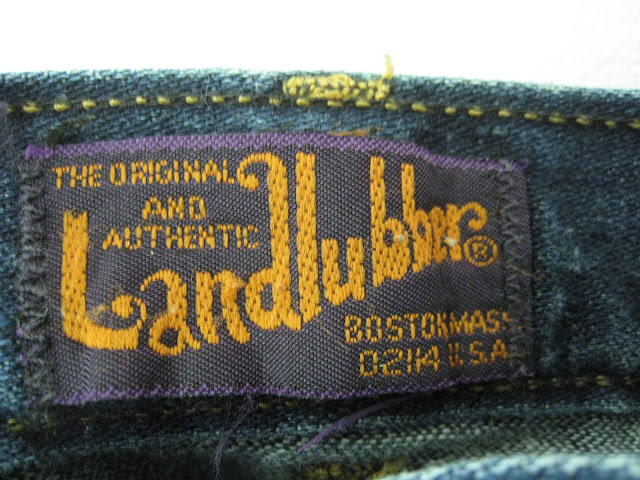 THE ORIGINAL
AND
AUTHENTIC
Landlubber®
BOSTON MASS
02114 U.S.A